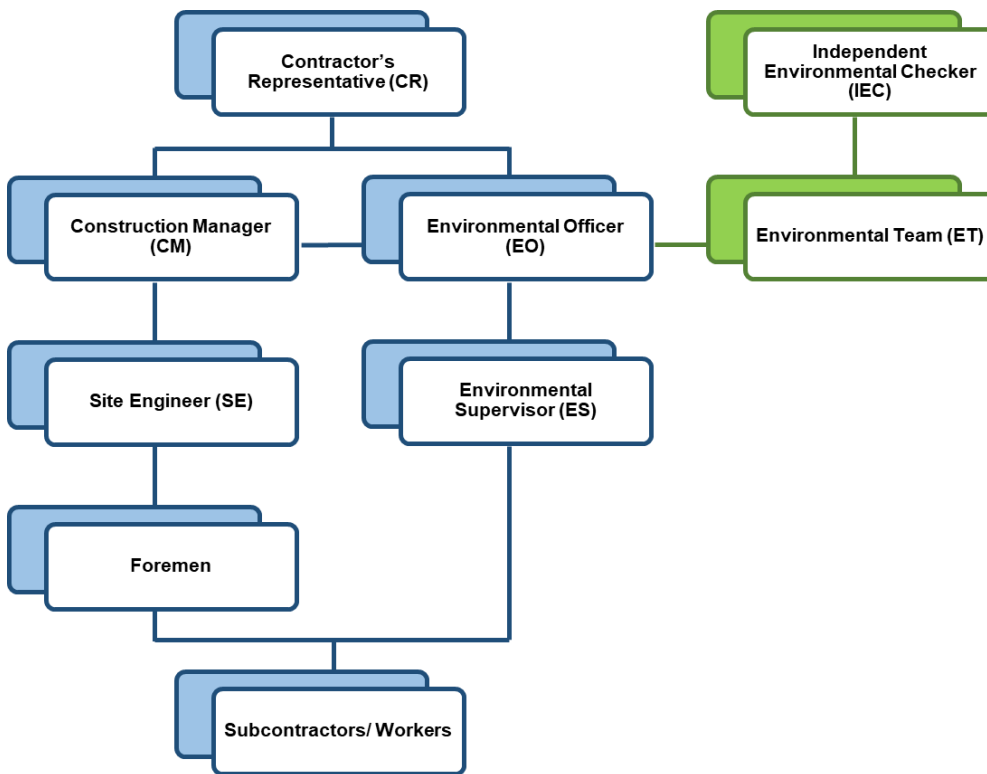 Contractor’s
Representative (CR)
Independent
Environmental Checker
(IEC)
Construction Manager
(CM)
Environmental Officer
(EO)
Environmental Team (ET)
Site Engineer (SE)
Environmental
Supervisor (ES)
Foremen
Subcontractors/ Workers